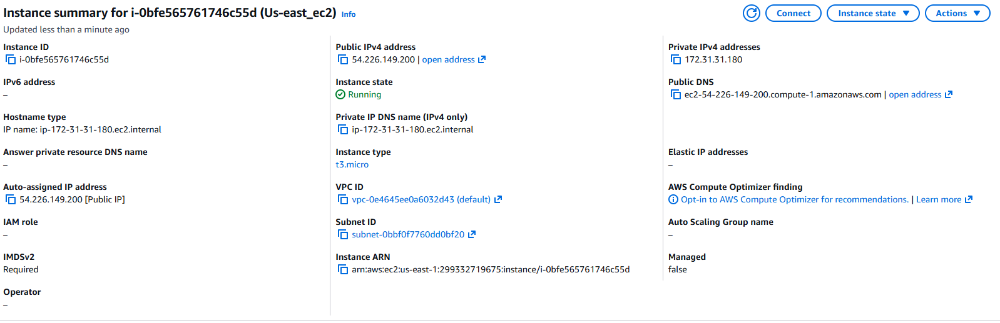 Instance summary for i-0bfe565761746c55d (Us-east_ec2) Info
Updated less than a minute ago
Connect
Instance state
Actions
Instance ID
i-0bfe565761746c55d
Public IPv4 address
54.226.149.200 | open address
Private IPv4 addresses
172.31.31.180
IPv6 address
–
Instance state
Running
Public DNS
ec2-54-226-149-200.compute-1.amazonaws.com | open address
Hostname type
IP name: ip-172-31-31-180.ec2.internal
Private IP DNS name (IPv4 only)
ip-172-31-31-180.ec2.internal
Answer private resource DNS name
–
Instance type
t3.micro
Elastic IP addresses
–
Auto-assigned IP address
54.226.149.200 [Public IP]
VPC ID
vpc-0e4645ee0a6032d43 (default)
AWS Compute Optimizer finding
Opt-in to AWS Compute Optimizer for recommendations. | Learn more
IAM role
–
Subnet ID
subnet-0bbf0f7760dd0bf20
Auto Scaling Group name
–
IMDSv2
Required
Instance ARN
arn:aws:ec2:us-east-1:299332719675:instance/i-0bfe565761746c55d
Managed
false
Operator
–